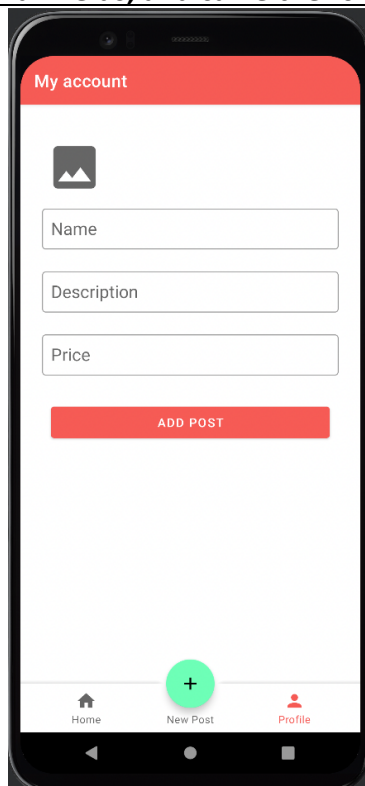 My account
Name
Description
Price
ADD POST
+
Home
New Post
Profile